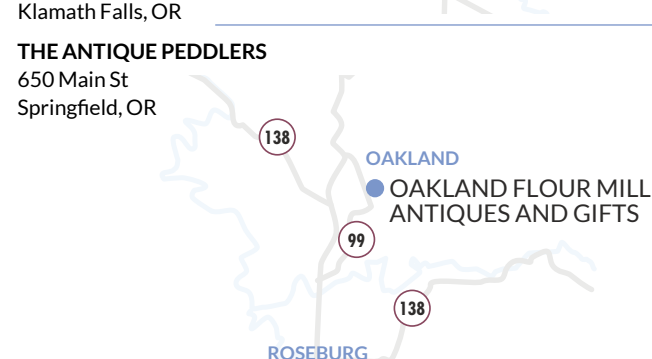 Klamath Falls, OR
THE ANTIQUE PEDDLERS
650 Main St
Springfield, OR
138
OAKLAND
OAKLAND FLOUR MILL
ANTIQUES AND GIFTS
99
138
ROSEBURG